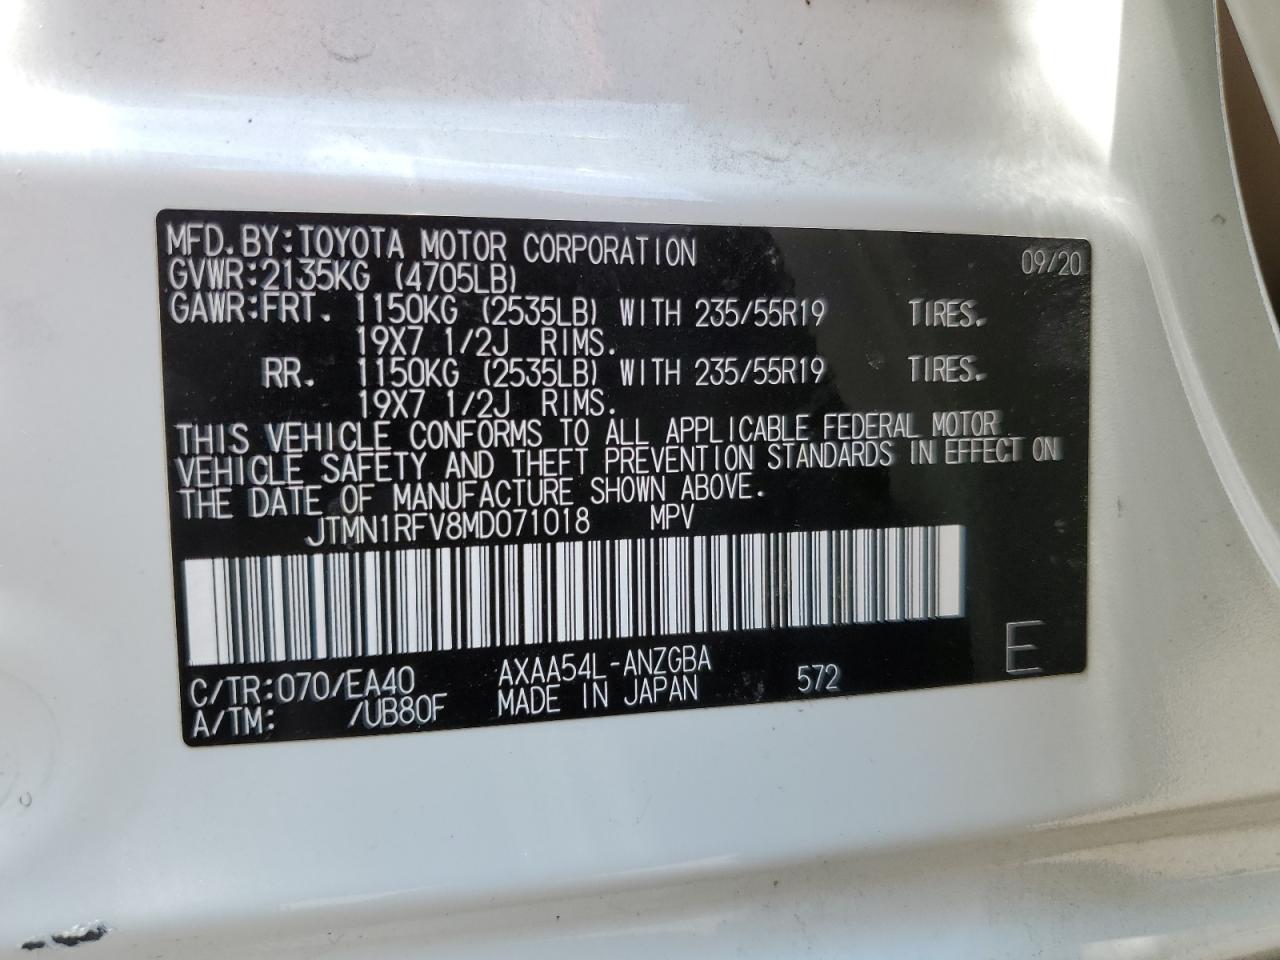 MFD.BY:TOYOTA MOTOR CORPORATION 09/20
GVWR:2135KG (4705LB)
GAWR:FRT. 1150KG (2535LB) WITH 235/55R19 TIRES.
19X7 1/2J RIMS.
RR. 1150KG (2535LB) WITH 235/55R19 TIRES.
19X7 1/2J RIMS.
THIS VEHICLE CONFORMS TO ALL APPLICABLE FEDERAL MOTOR
VEHICLE SAFETY AND THEFT PREVENTION STANDARDS IN EFFECT ON
THE DATE OF MANUFACTURE SHOWN ABOVE.
JTMN1RFV8MD071018 MPV
C/TR:070/EA40 AXAA54L-ANZGBA 572 E
A/TM: /UB80F MADE IN JAPAN